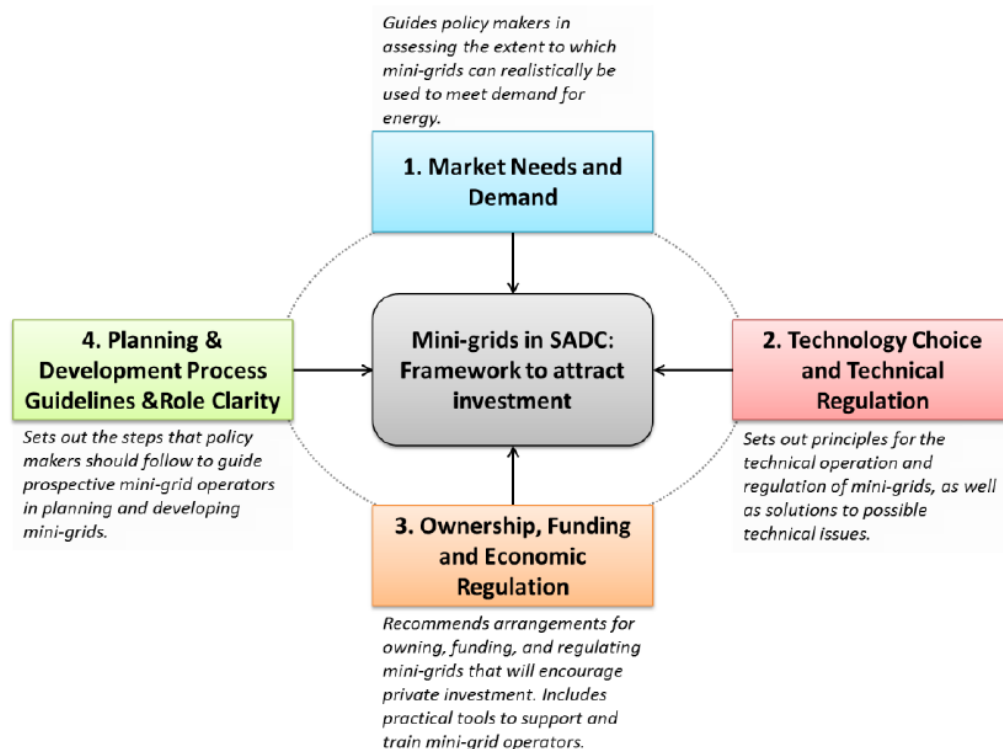 Guides policy makers in
assessing the extent to which
mini-grids can realistically be
used to meet demand for
energy.
1. Market Needs and
Demand
Mini-grids in SADC:
Framework to attract
investment
4. Planning &
Development Process
Guidelines &Role Clarity
Sets out the steps that policy
makers should follow to guide
prospective mini-grid operators
in planning and developing
mini-grids.
2. Technology Choice
and Technical
Regulation
Sets out principles for the
technical operation and
regulation of mini-grids, as well
as solutions to possible
technical issues.
3. Ownership, Funding
and Economic
Regulation
Recommends arrangements for
owning, funding, and regulating
mini-grids that will encourage
private investment. Includes
practical tools to support and
train mini-grid operators.